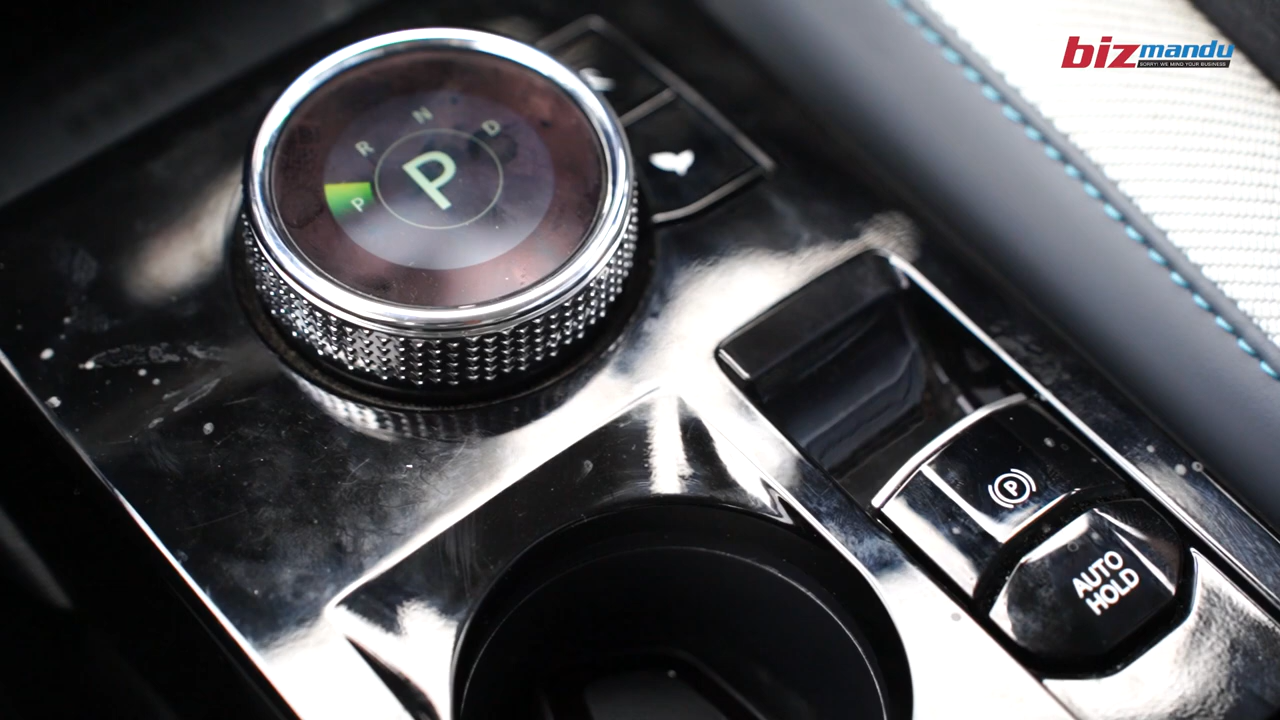 bizmandu
SORRY! WE MIND YOUR BUSINESS
R N D
P
P
P
AUTO
HOLD